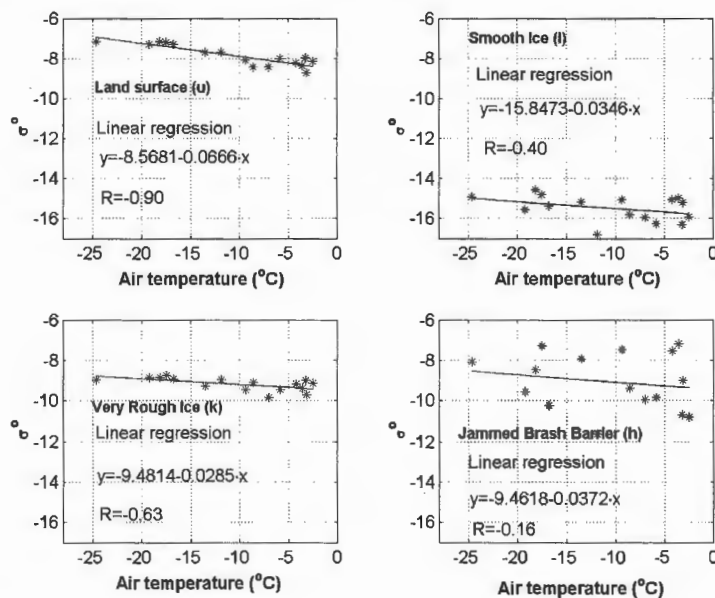 -6
-8
-10
-12
-14
-16
σ°
Land surface (u)
Linear regression
y=-8.5681-0.0666·x
R=-0.90
-25 -20 -15 -10 -5 0
Air temperature (°C)
-6
-8
-10
-12
-14
-16
σ°
Smooth Ice (l)
Linear regression
y=-15.8473-0.0346·x
R=-0.40
-25 -20 -15 -10 -5 0
Air temperature (°C)
-6
-8
-10
-12
-14
-16
σ°
Very Rough Ice (k)
Linear regression
y=-9.4814-0.0285·x
R=-0.63
-25 -20 -15 -10 -5 0
Air temperature (°C)
-6
-8
-10
-12
-14
-16
σ°
Jammed Brash Barrier (h)
Linear regression
y=-9.4618-0.0372·x
R=-0.16
-25 -20 -15 -10 -5 0
Air temperature (°C)